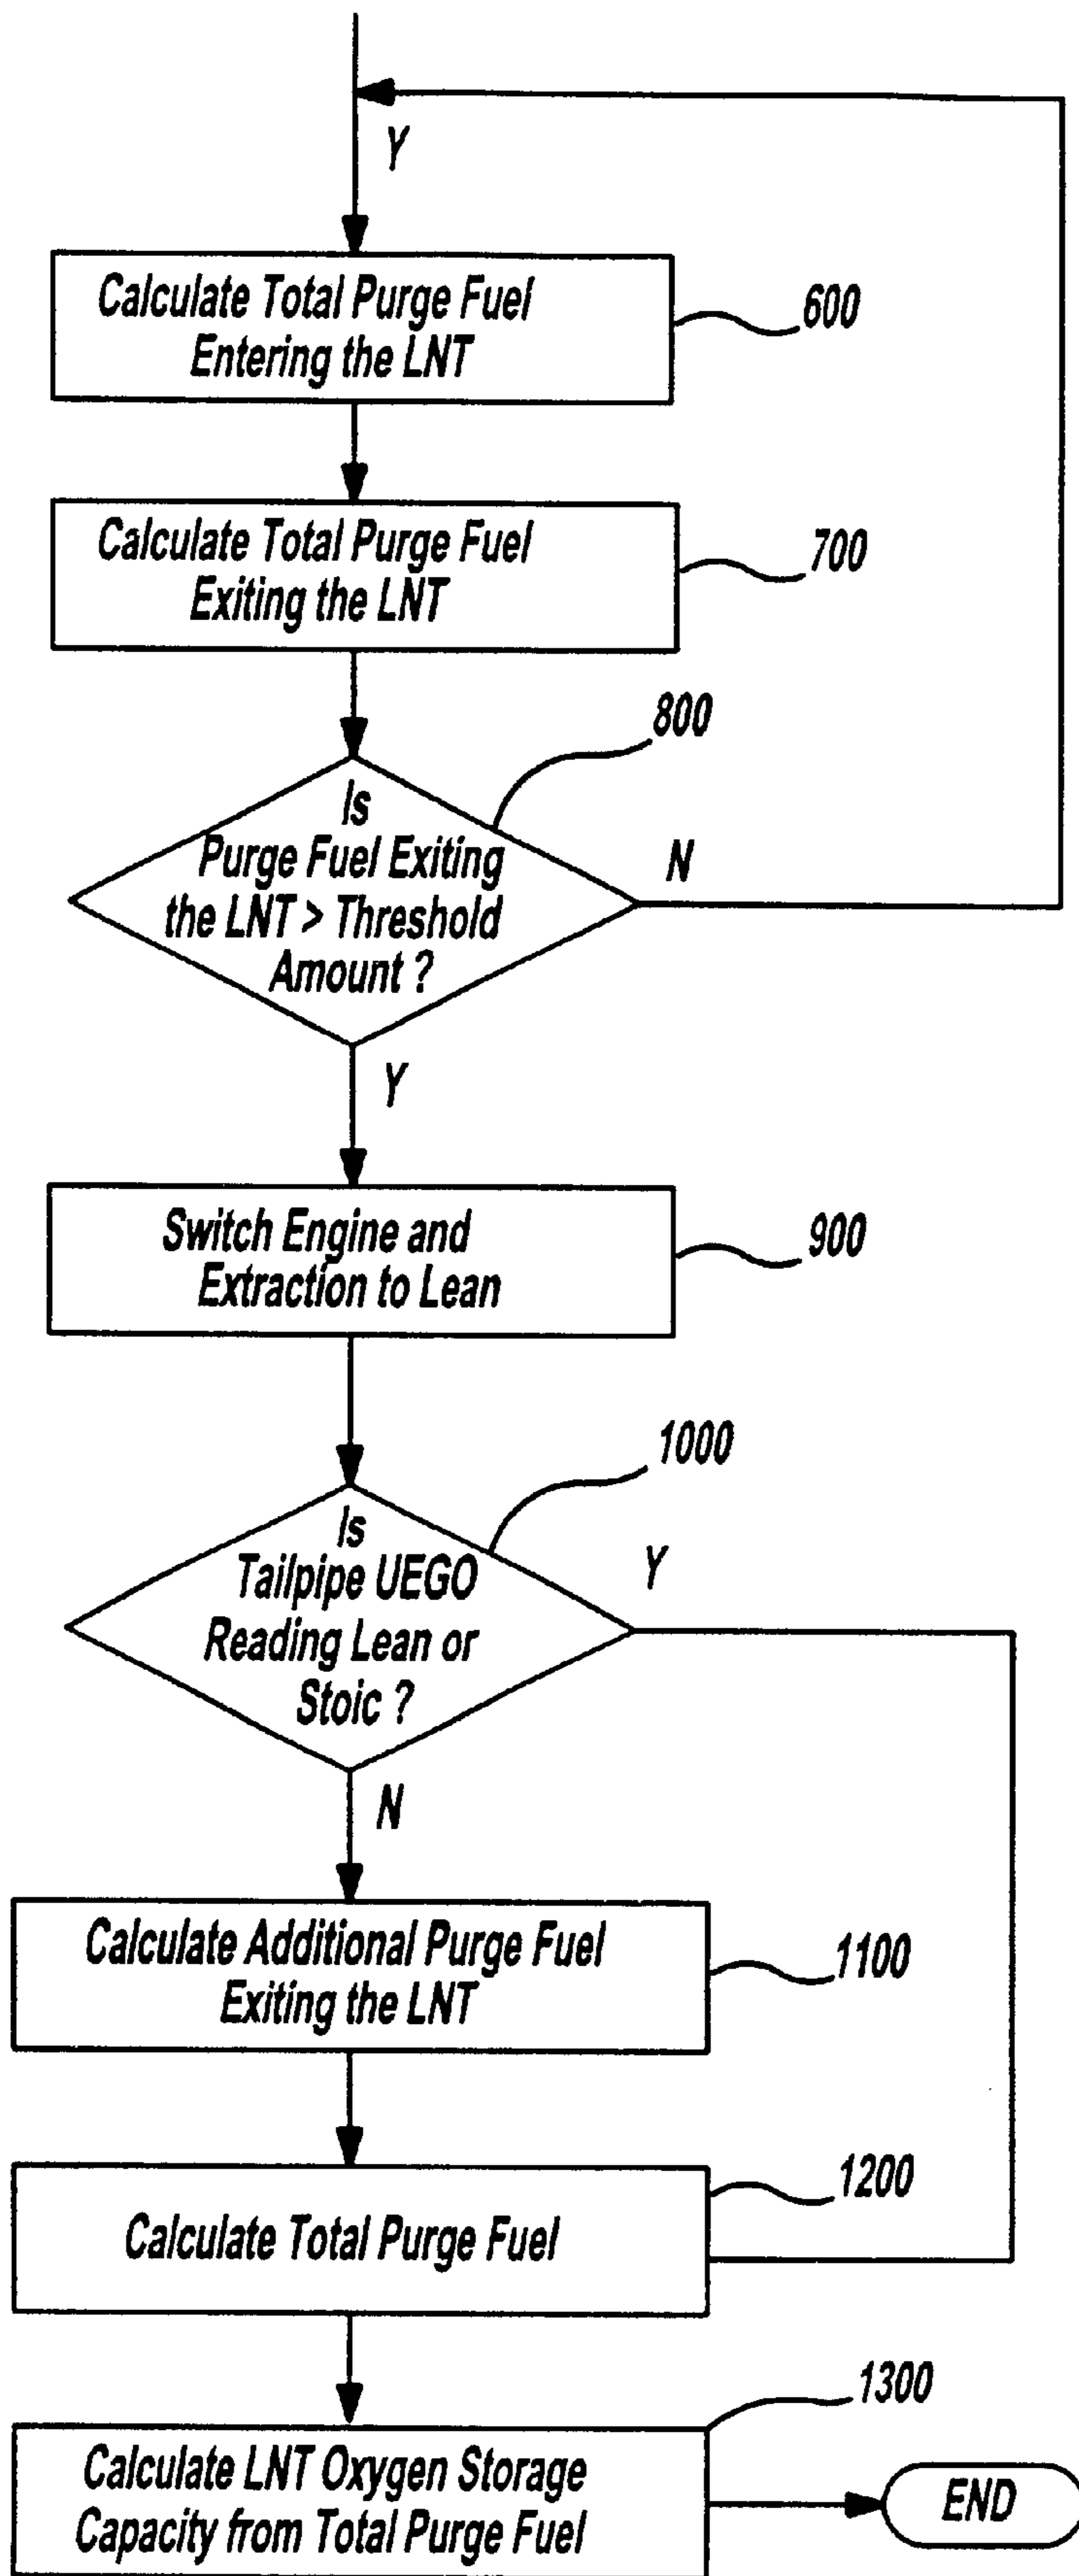 Y
Calculate Total Purge Fuel
Entering the LNT
600
Calculate Total Purge Fuel
Exiting the LNT
700
800
Is
Purge Fuel Exiting
the LNT > Threshold
Amount ?
N
Y
Switch Engine and
Extraction to Lean
900
1000
Is
Tailpipe UEGO
Reading Lean or
Stoic ?
Y
N
Calculate Additional Purge Fuel
Exiting the LNT
1100
Calculate Total Purge Fuel
1200
1300
Calculate LNT Oxygen Storage
Capacity from Total Purge Fuel
END